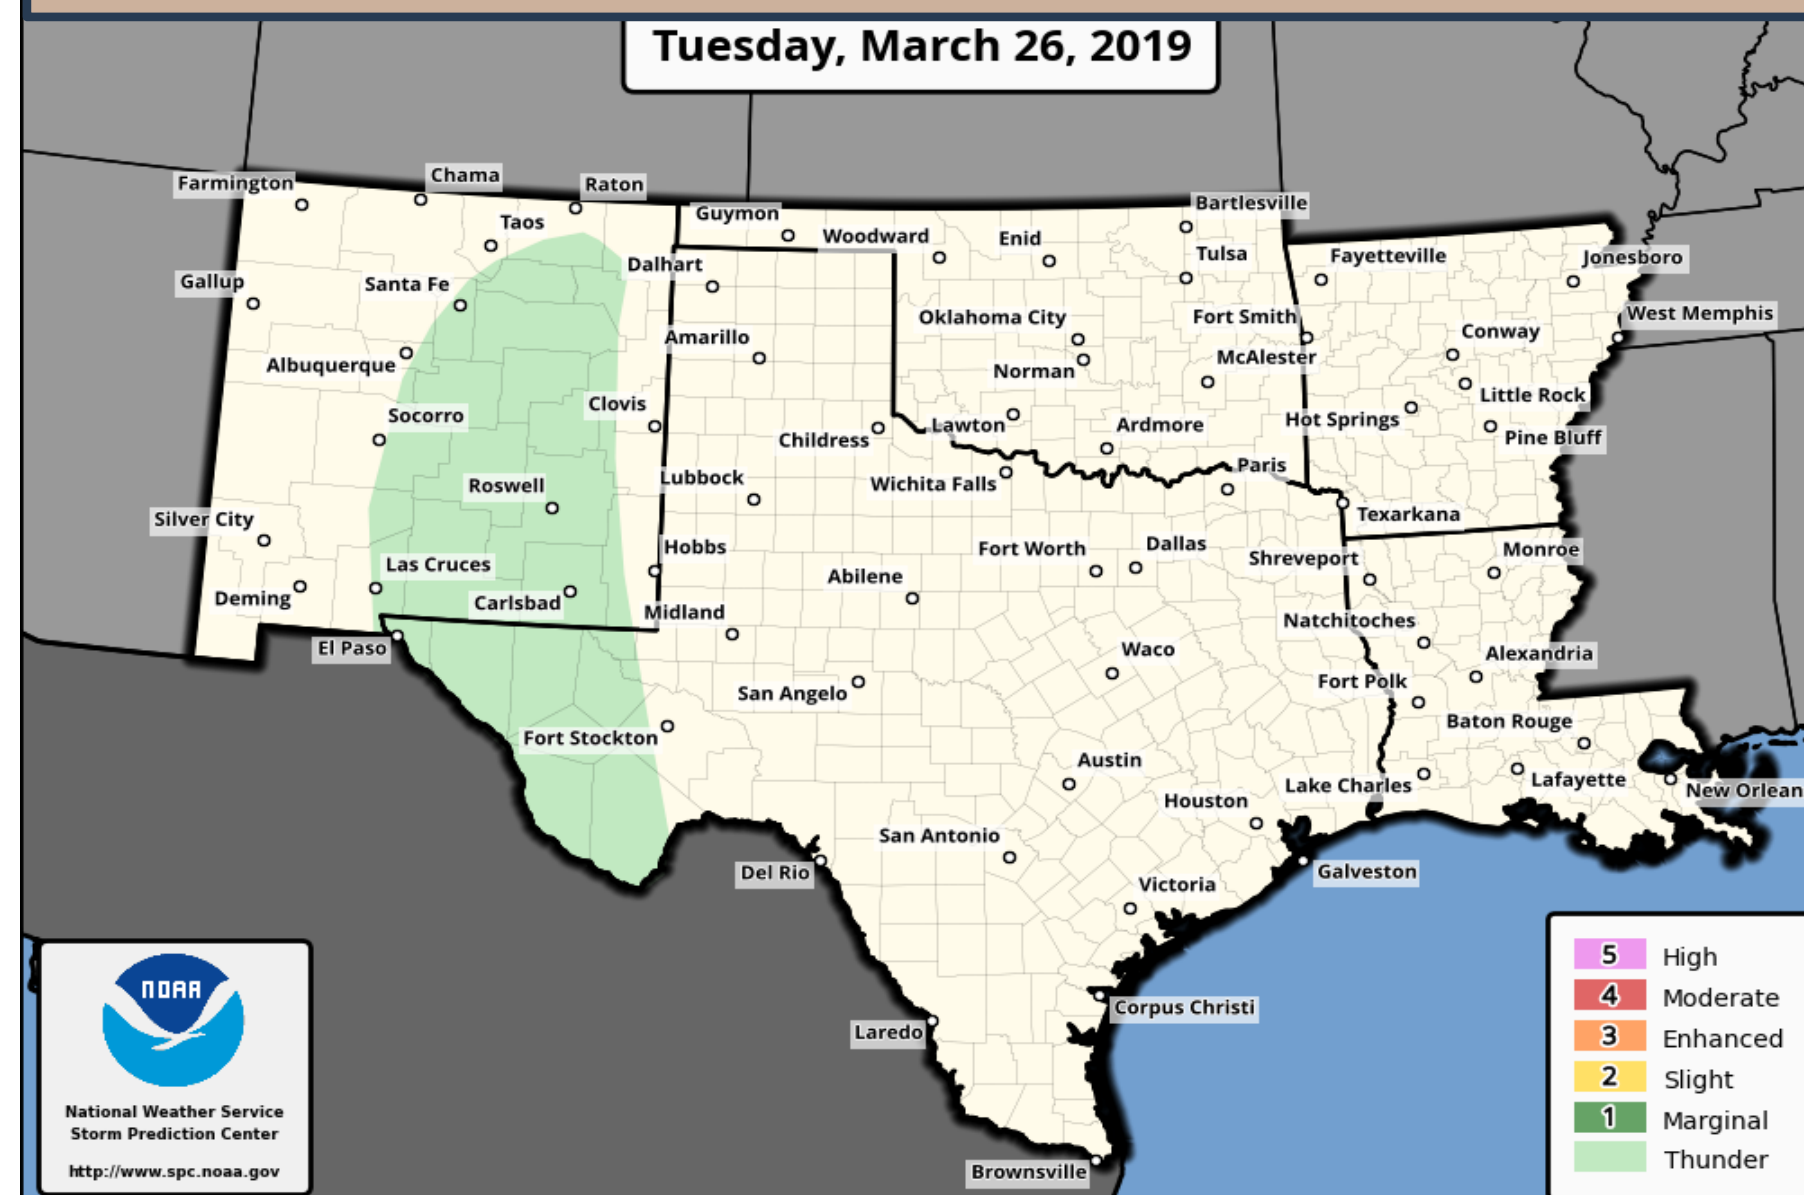 Tuesday, March 26, 2019
Farmington
Chama
Raton
Taos
Guymon
Woodward
Enid
Bartlesville
Tulsa
Fayetteville
Jonesboro
Gallup
Santa Fe
Dalhart
Amarillo
Oklahoma City
Fort Smith
West Memphis
Conway
Albuquerque
Norman
McAlester
Little Rock
Socorro
Clovis
Childress
Lawton
Ardmore
Hot Springs
Pine Bluff
Roswell
Lubbock
Wichita Falls
Paris
Texarkana
Silver City
Las Cruces
Hobbs
Abilene
Fort Worth
Dallas
Shreveport
Monroe
Deming
Carlsbad
Midland
Natchitoches
El Paso
Waco
Alexandria
San Angelo
Fort Polk
Fort Stockton
Baton Rouge
Austin
Lake Charles
Lafayette
New Orlean
Houston
San Antonio
Del Rio
Galveston
Victoria
Corpus Christi
Laredo
Brownsville
NOAA
National Weather Service
Storm Prediction Center
http://www.spc.noaa.gov
5 High
4 Moderate
3 Enhanced
2 Slight
1 Marginal
Thunder